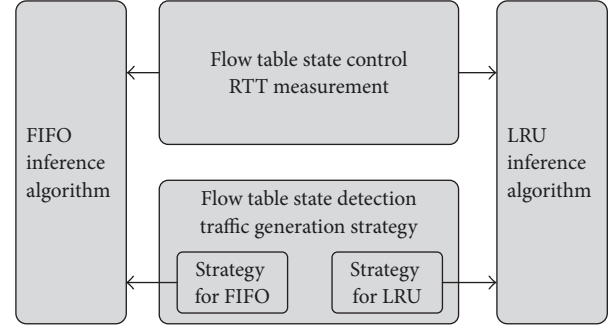 Flow table state control
RTT measurement
FIFO
inference
algorithm
LRU
inference
algorithm
Flow table state detection
traffic generation strategy
Strategy
for FIFO
Strategy
for LRU